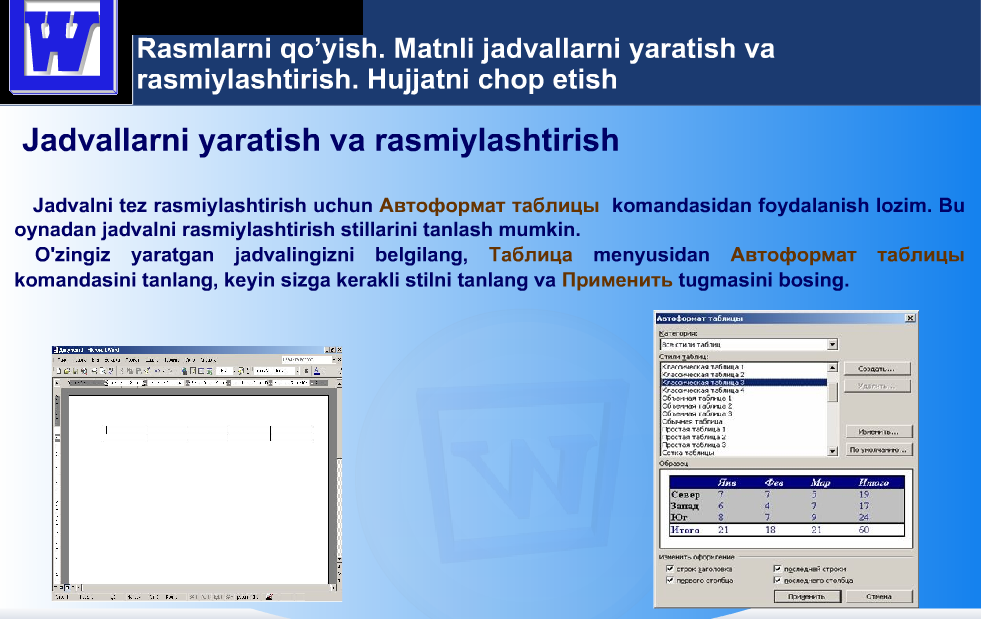 W
Rasmlarni qo’yish. Matnli jadvallarni yaratish va
rasmiylashtirish. Hujjatni chop etish
Jadvallarni yaratish va rasmiylashtirish
Jadvalni tez rasmiylashtirish uchun Автоформат таблицы komandasidan foydalanish lozim. Bu
oynadan jadvalni rasmiylashtirish stillarini tanlash mumkin.
O'zingiz yaratgan jadvalingizni belgilang, Таблица menyusidan Автоформат таблицы
komandasini tanlang, keyin sizga kerakli stilni tanlang va Применить tugmasini bosing.
Автоформат таблицы
Категория:
Все стили таблиц
Стили таблиц:
Классическая таблица 1
Классическая таблица 2
Классическая таблица 3
Классическая таблица 4
Объемная таблица 1
Объемная таблица 2
Объемная таблица 3
Обычная таблица
Простая таблица 1
Простая таблица 2
Простая таблица 3
Сетка таблицы
Создать...
Удалить...
Изменить...
По умолчанию...
Образец
Янв Фев Мар Итого
Север 7 7 5 19
Запад 6 4 7 17
Юг 8 7 9 24
Итого 21 18 21 60
Изменить оформление
строк заголовка последней строки
первого столбца последнего столбца
Применить Отмена
W